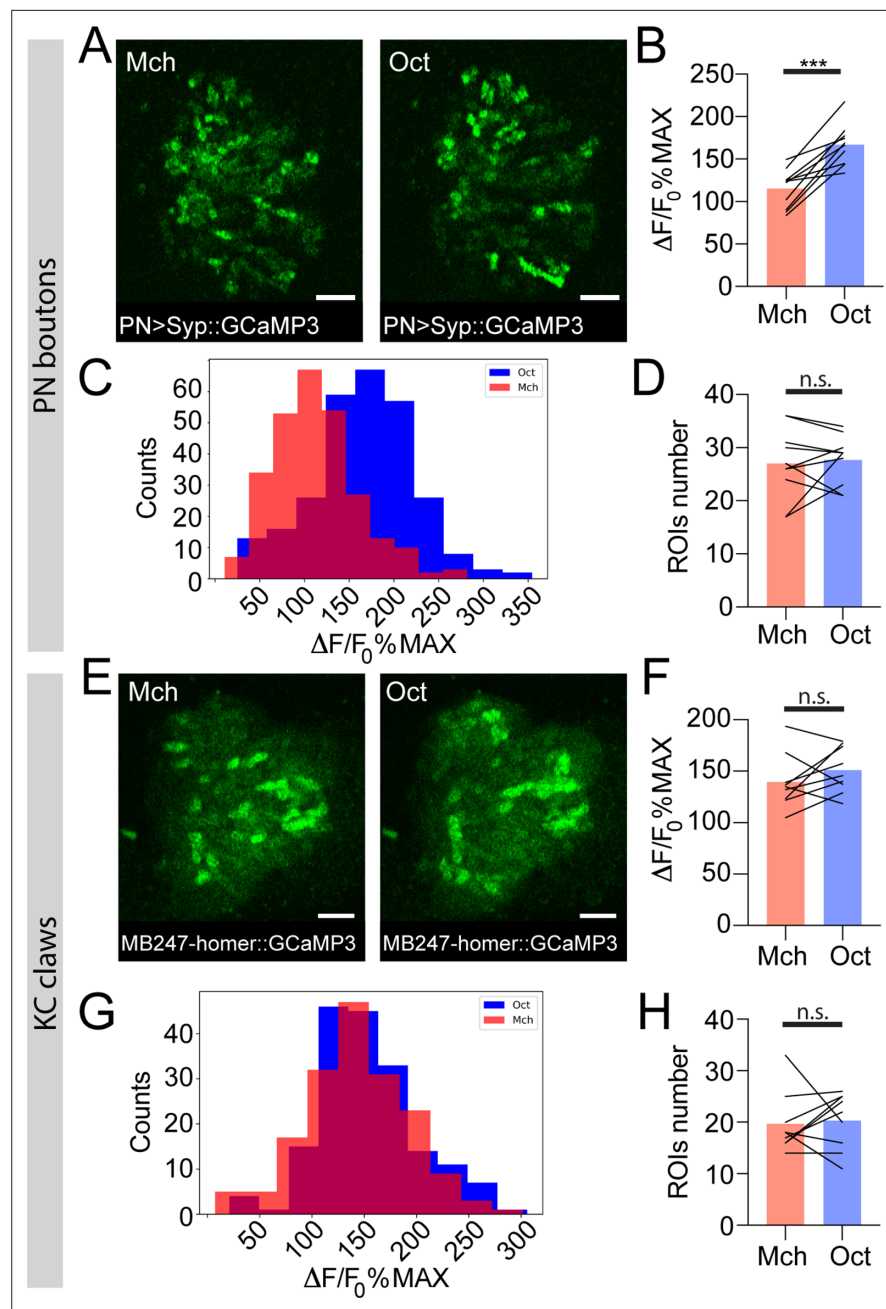 PN boutons
A
Mch
Oct
PN>Syp::GCaMP3
PN>Syp::GCaMP3
B
***
250
200
150
100
50
0
ΔF/F₀%MAX
Mch
Oct
C
60
50
40
30
20
10
0
Counts
Oct
Mch
50
100
150
200
250
300
350
ΔF/F₀%MAX
D
n.s.
40
30
20
10
0
ROIs number
Mch
Oct
KC claws
E
Mch
Oct
MB247-homer::GCaMP3
MB247-homer::GCaMP3
F
n.s.
200
150
100
50
0
ΔF/F₀%MAX
Mch
Oct
G
40
30
20
10
0
Counts
Oct
Mch
50
100
150
200
250
300
ΔF/F₀%MAX
H
n.s.
40
30
20
10
0
ROIs number
Mch
Oct